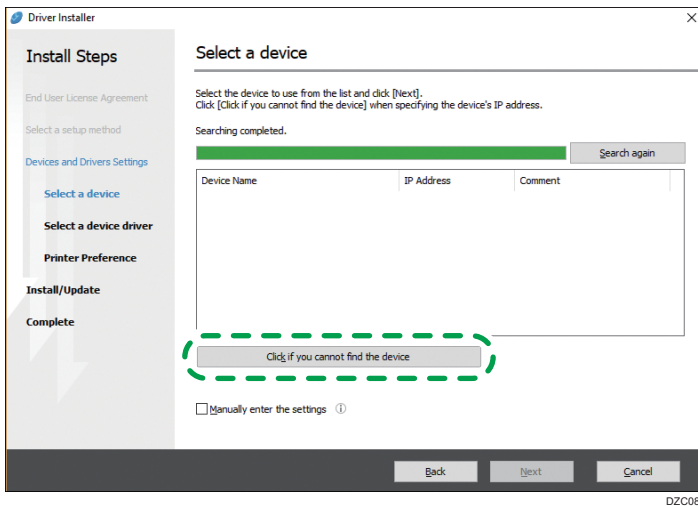 Driver Installer
Install Steps
End User License Agreement
Select a setup method
Devices and Drivers Settings
Select a device
Select a device driver
Printer Preference
Install/Update
Complete
Select a device
Select the device to use from the list and click [Next].
Click [Click if you cannot find the device] when specifying the device's IP address.
Searching completed.
Search again
Device Name IP Address Comment
Click if you cannot find the device
Manually enter the settings
Back Next Cancel
DZC08